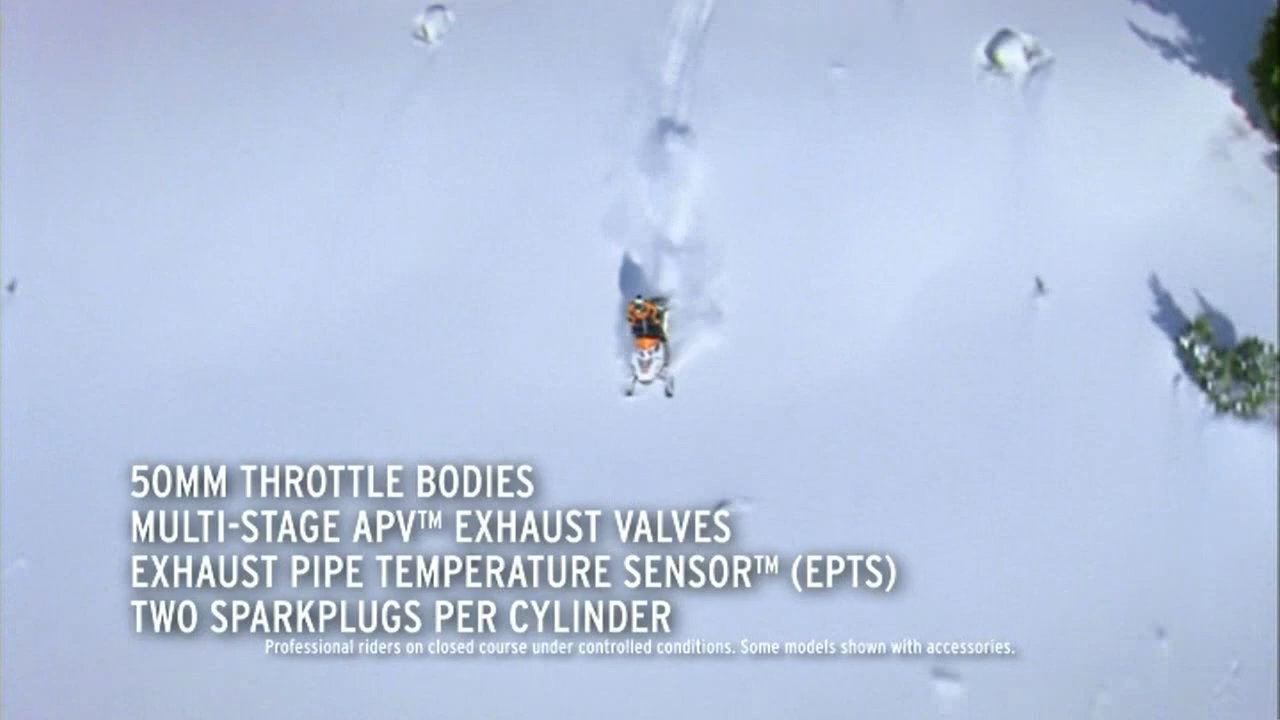 50MM THROTTLE BODIES
MULTI-STAGE APV™ EXHAUST VALVES
EXHAUST PIPE TEMPERATURE SENSOR™ (EPTS)
TWO SPARKPLUGS PER CYLINDER
Professional riders on closed course under controlled conditions. Some models shown with accessories.